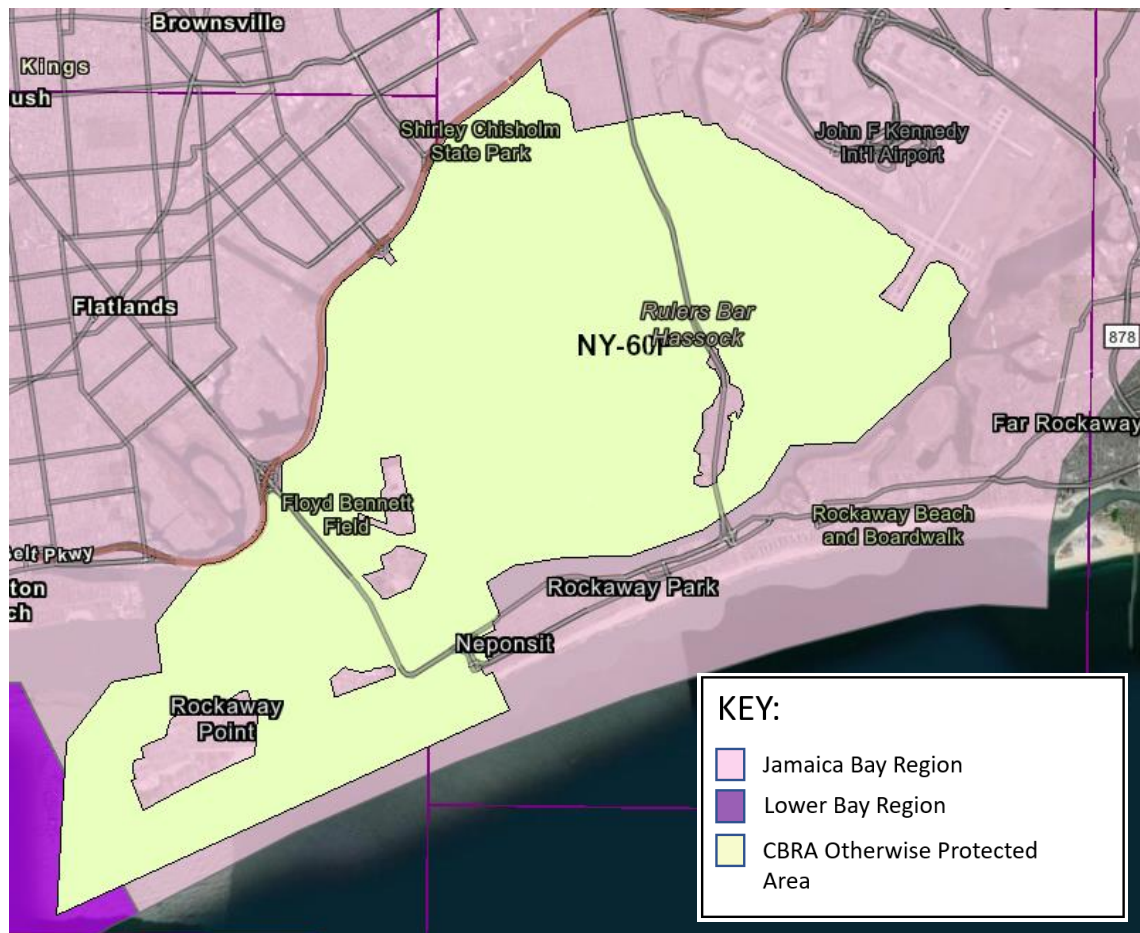 Brownsville
Kings
ush
Shirley Chisholm
State Park
John F Kennedy
Int'l Airport
Flatlands
Rulers Bar
Hassock
NY-60P
878
Far Rockaway
Floyd Bennett
Field
Rockaway Beach
and Boardwalk
elt Pkwy
ton
ch
Rockaway Park
Neponsit
Rockaway
Point
KEY:
Jamaica Bay Region
Lower Bay Region
CBRA Otherwise Protected
Area